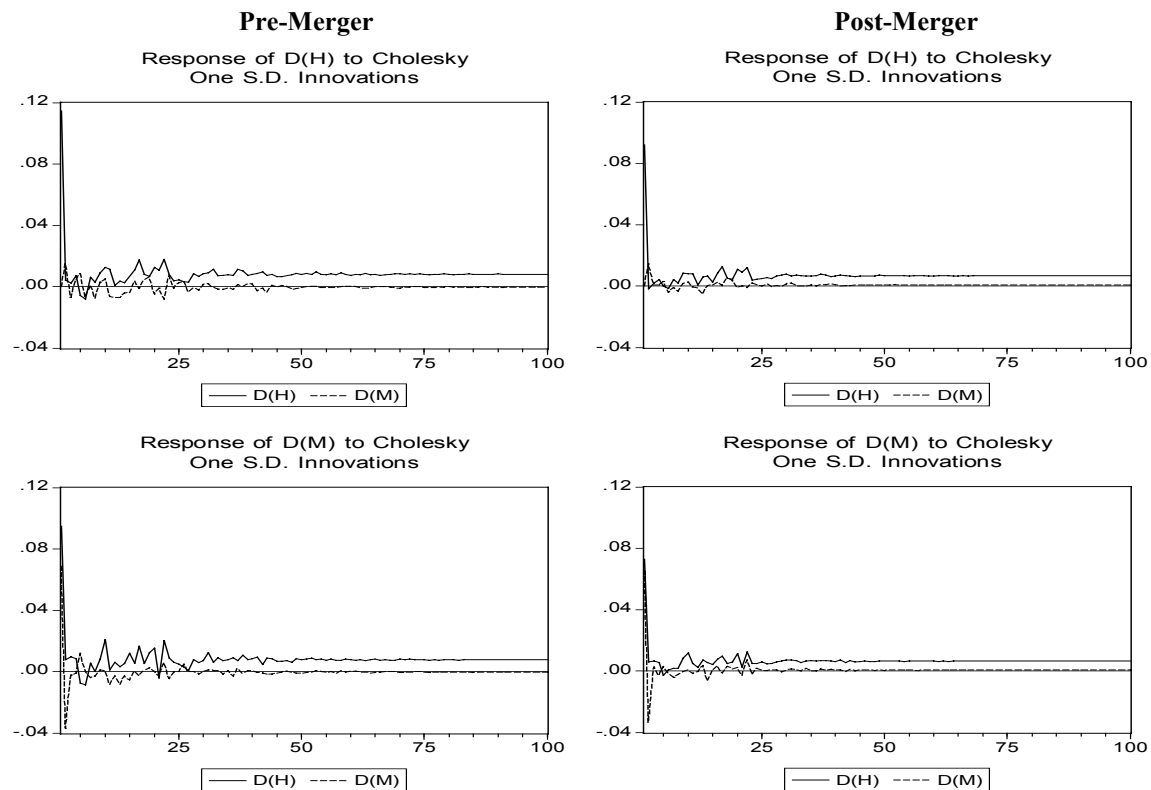 Pre-Merger
Response of D(H) to Cholesky
One S.D. Innovations
.12
.08
.04
.00
-.04
25
50
75
100
D(H) D(M)
Post-Merger
Response of D(H) to Cholesky
One S.D. Innovations
.12
.08
.04
.00
-.04
25
50
75
100
D(H) D(M)
Response of D(M) to Cholesky
One S.D. Innovations
.12
.08
.04
.00
-.04
25
50
75
100
D(H) D(M)
Response of D(M) to Cholesky
One S.D. Innovations
.12
.08
.04
.00
-.04
25
50
75
100
D(H) D(M)